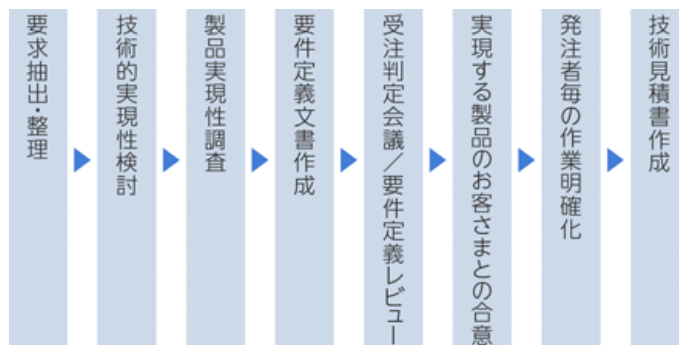 要求抽出・整理
技術的実現性検討
製品実現性調査
要件定義文書作成
受注判定会議／要件定義レビュー
実現する製品のお客さまとの合意
発注者毎の作業明確化
技術見積書作成